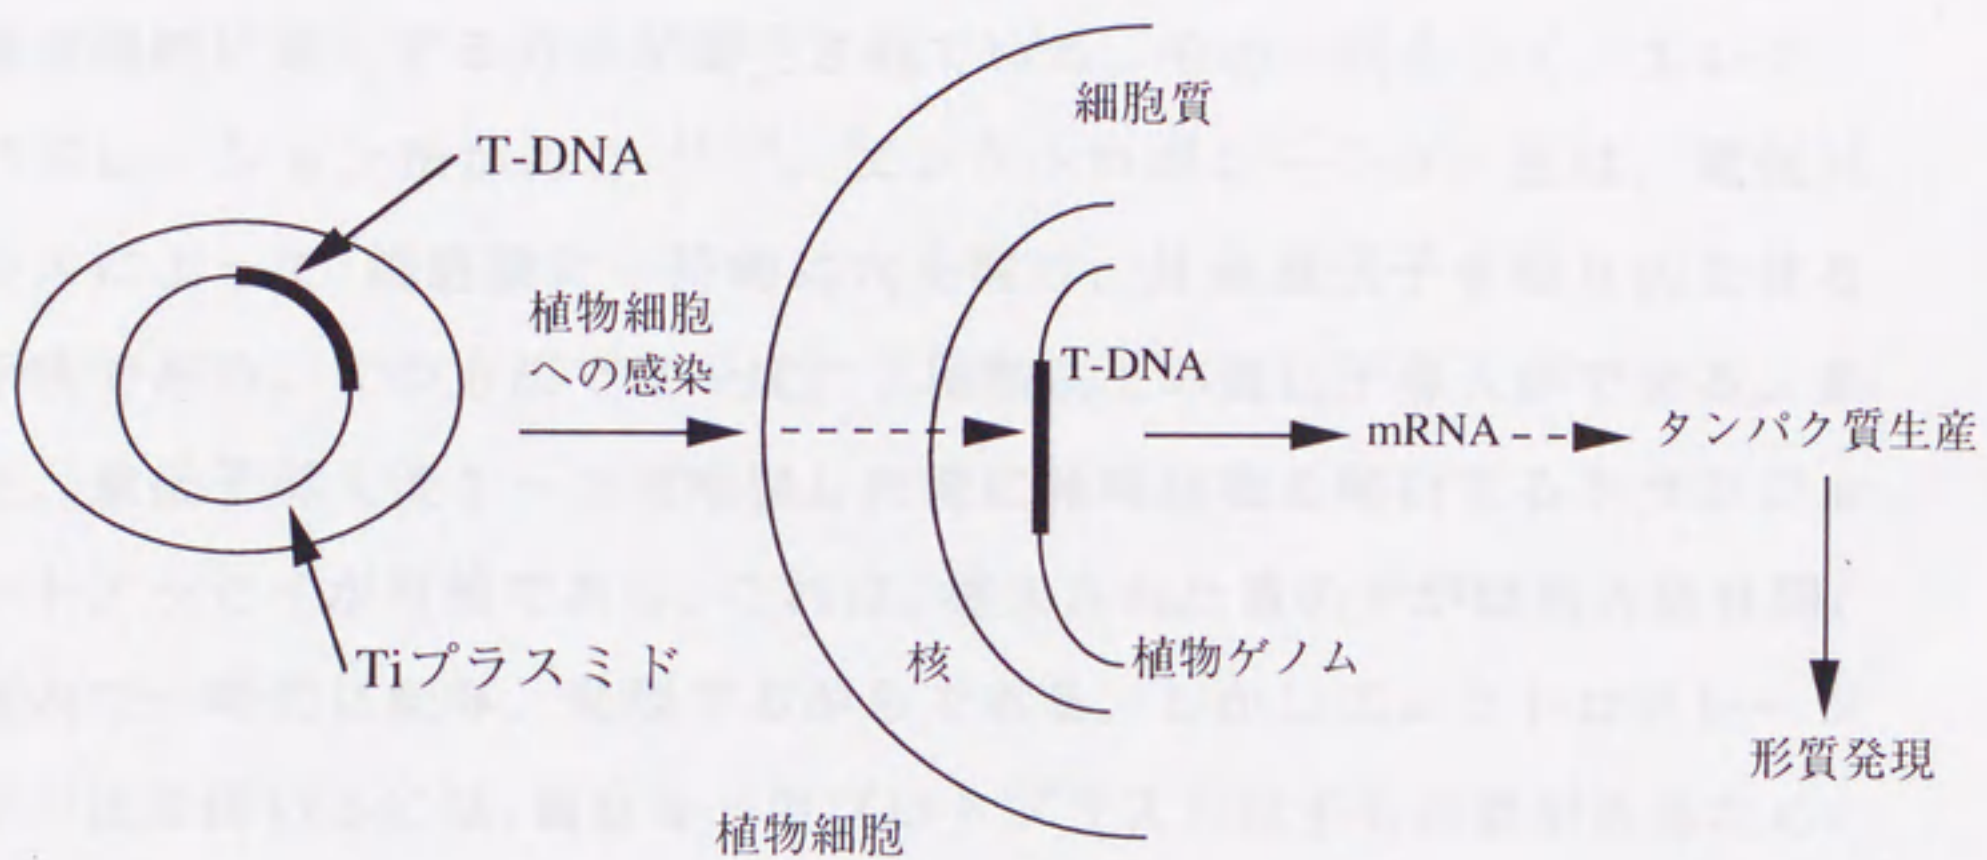 細胞質
T-DNA
植物細胞
への感染
T-DNA
mRNA
タンパク質生産
Tiプラスミド
核
植物ゲノム
形質発現
植物細胞